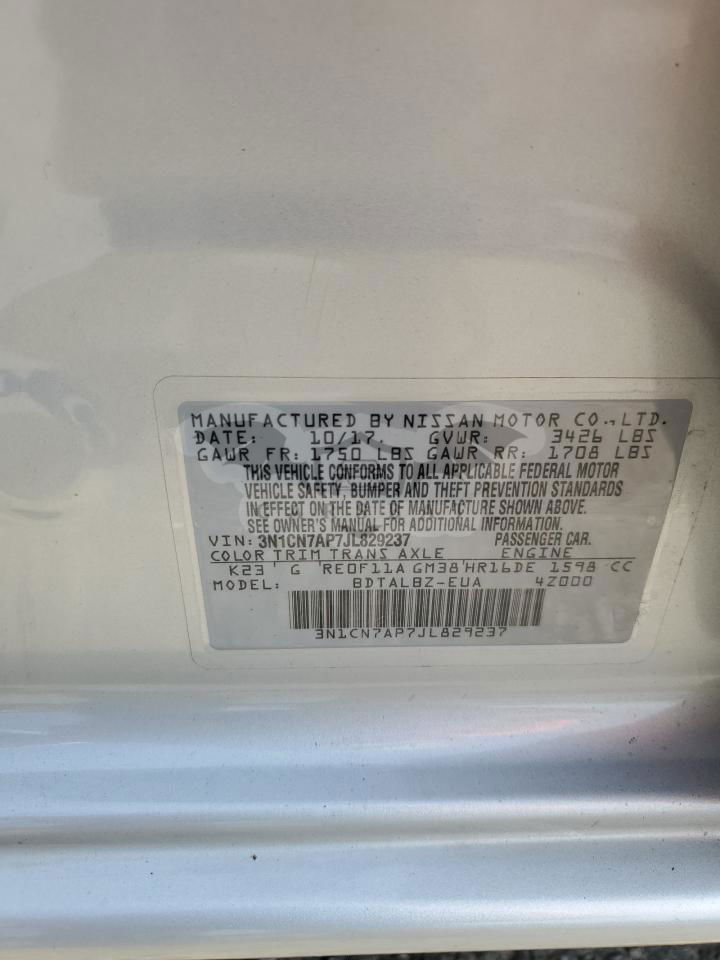 MANUFACTURED BY NISSAN MOTOR CO.,LTD.
DATE: 10/17. GVWR: 3426 LBS
GAWR FR: 1750 LBS GAWR RR: 1708 LBS
THIS VEHICLE CONFORMS TO ALL APPLICABLE FEDERAL MOTOR
VEHICLE SAFETY, BUMPER AND THEFT PREVENTION STANDARDS
IN EFFECT ON THE DATE OF MANUFACTURE SHOWN ABOVE.
SEE OWNER'S MANUAL FOR ADDITIONAL INFORMATION.
VIN: 3N1CN7AP7JL829237 PASSENGER CAR.
COLOR TRIM TRANS AXLE ENGINE
K23 G RE0F11A GM38 HR16DE 1598 CC
MODEL: BDTALBZ-EUA 4Z000
3N1CN7AP7JL829237